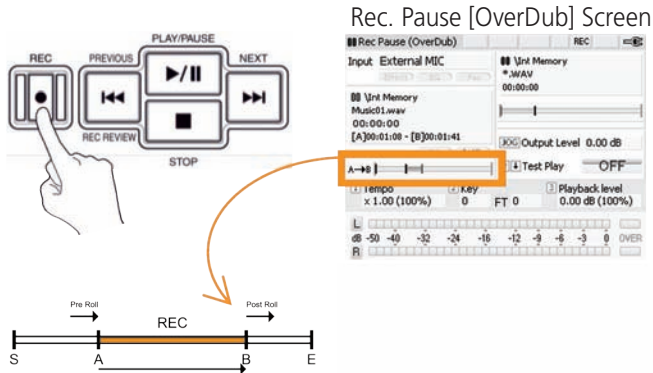 Rec. Pause [OverDub] Screen
PLAY/PAUSE
REC
PREVIOUS
NEXT
REC REVIEW
STOP
Rec Pause (OverDub)
REC
Input External MIC
\Int Memory
*.WAV
00:00:00
\Int Memory
Music01.wav
00:00:00
[A]00:01:08 - [B]00:01:41
JOG Output Level 0.00 dB
Test Play OFF
A→B
1 Tempo
2 Key
3 Playback level
x 1.00 (100%)
0
FT 0
0.00 dB (100%)
L
dB -50 -40 -32 -24 -16 -12 -9 -6 -3 0 OVER
R
Pre Roll
Post Roll
REC
S
A
B
E